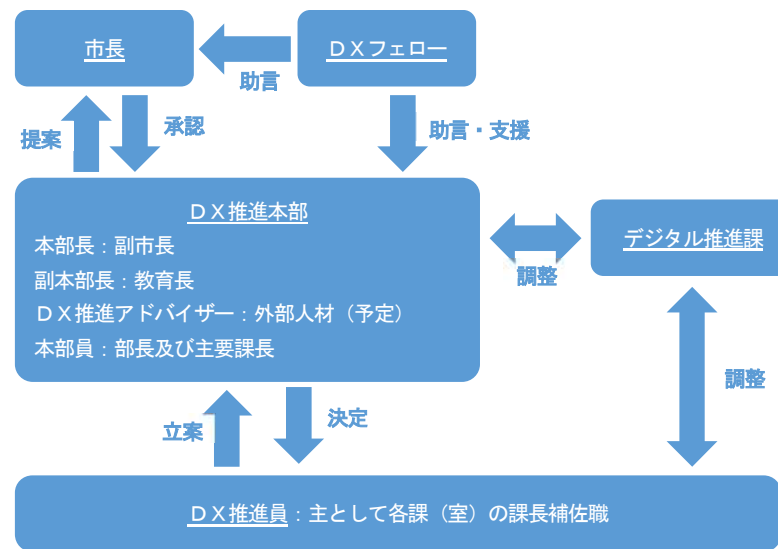 市長
DXフェロー
助言
提案
承認
助言・支援
DX推進本部
本部長：副市長
副本部長：教育長
DX推進アドバイザー：外部人材（予定）
本部員：部長及び主要課長
デジタル推進課
調整
調整
立案
決定
DX推進員：主として各課（室）の課長補佐職